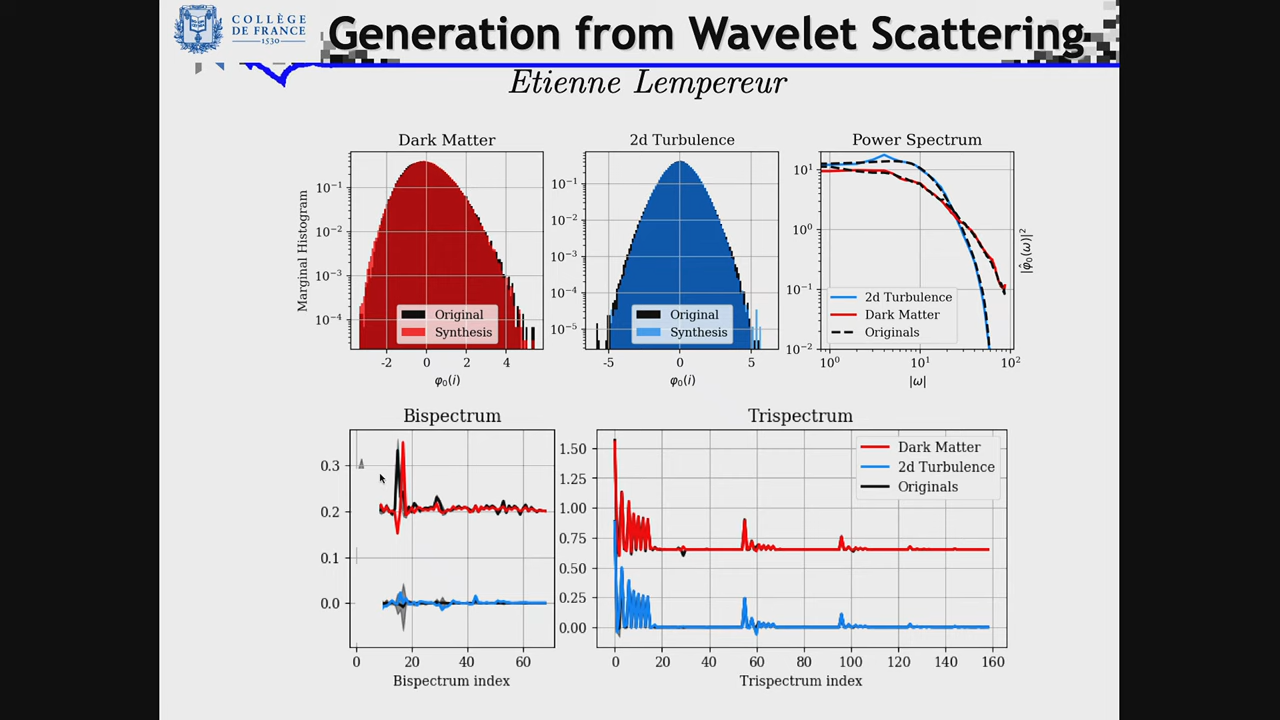 COLLÈGE
DE FRANCE
1530
Generation from Wavelet Scattering
Etienne Lempereur
Dark Matter
Marginal Histogram
10⁻¹
10⁻²
10⁻³
10⁻⁴
Original
Synthesis
-2 0 2 4
φ₀(i)
2d Turbulence
10⁻¹
10⁻²
10⁻³
10⁻⁴
10⁻⁵
Original
Synthesis
-5 0 5
φ₀(i)
Power Spectrum
10¹
10⁰
10⁻¹
10⁻²
2d Turbulence
Dark Matter
Originals
10⁰ 10¹ 10²
|ω|
|φ̂₀(ω)|²
Bispectrum
0.3
0.2
0.1
0.0
0 20 40 60
Bispectrum index
Trispectrum
1.50
1.25
1.00
0.75
0.50
0.25
0.00
Dark Matter
2d Turbulence
Originals
0 20 40 60 80 100 120 140 160
Trispectrum index